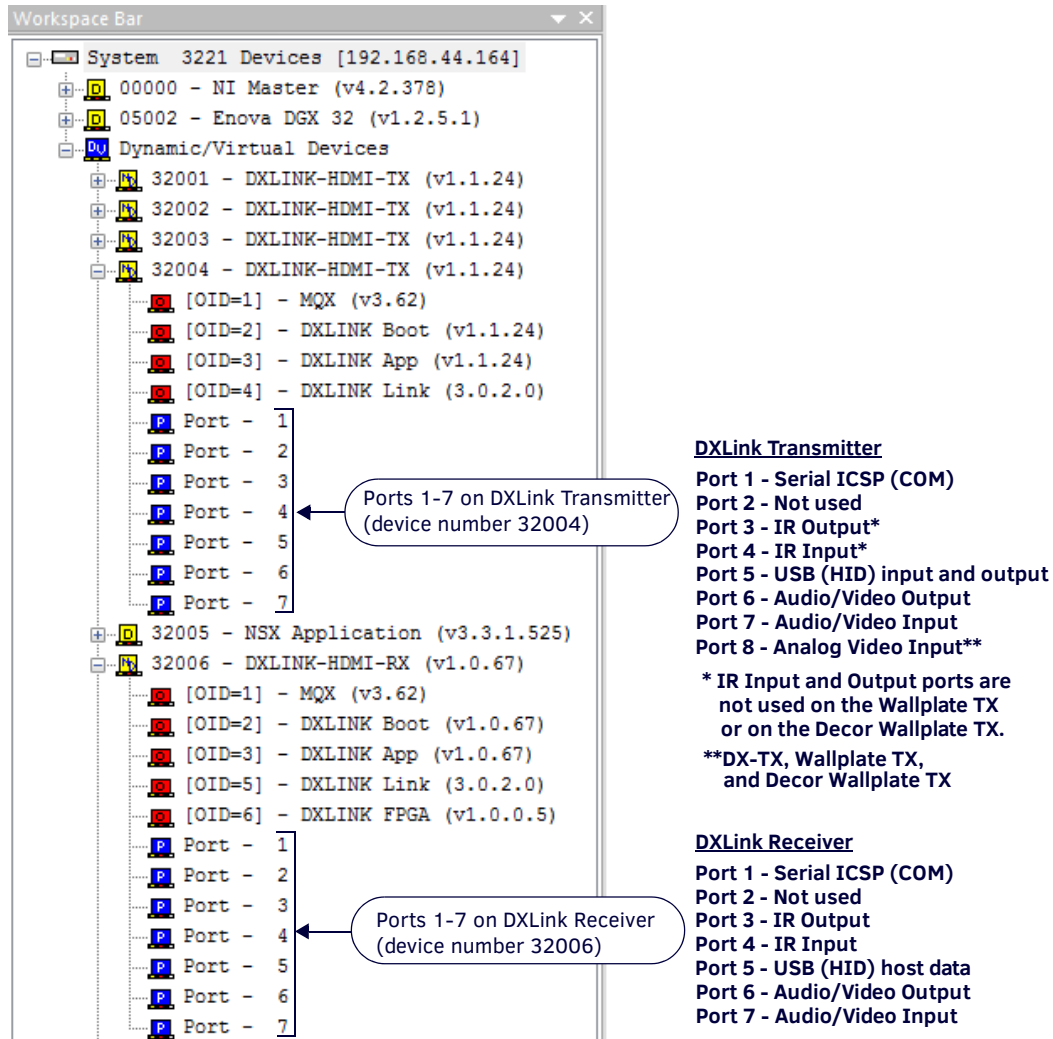 Workspace Bar
System 3221 Devices [192.168.44.164]
00000 - NI Master (v4.2.378)
05002 - Enova DGX 32 (v1.2.5.1)
Dynamic/Virtual Devices
32001 - DXLINK-HDMI-TX (v1.1.24)
32002 - DXLINK-HDMI-TX (v1.1.24)
32003 - DXLINK-HDMI-TX (v1.1.24)
32004 - DXLINK-HDMI-TX (v1.1.24)
[OID=1] - MQX (v3.62)
[OID=2] - DXLINK Boot (v1.1.24)
[OID=3] - DXLINK App (v1.1.24)
[OID=4] - DXLINK Link (3.0.2.0)
Port - 1
Port - 2
Port - 3
Port - 4
Port - 5
Port - 6
Port - 7
Ports 1-7 on DXLink Transmitter
(device number 32004)
32005 - NSX Application (v3.3.1.525)
32006 - DXLINK-HDMI-RX (v1.0.67)
[OID=1] - MQX (v3.62)
[OID=2] - DXLINK Boot (v1.0.67)
[OID=3] - DXLINK App (v1.0.67)
[OID=5] - DXLINK Link (3.0.2.0)
[OID=6] - DXLINK FPGA (v1.0.0.5)
Port - 1
Port - 2
Port - 3
Port - 4
Port - 5
Port - 6
Port - 7
Ports 1-7 on DXLink Receiver
(device number 32006)
DXLink Transmitter
Port 1 - Serial ICSP (COM)
Port 2 - Not used
Port 3 - IR Output*
Port 4 - IR Input*
Port 5 - USB (HID) input and output
Port 6 - Audio/Video Output
Port 7 - Audio/Video Input
Port 8 - Analog Video Input**
* IR Input and Output ports are
not used on the Wallplate TX
or on the Decor Wallplate TX.
**DX-TX, Wallplate TX,
and Decor Wallplate TX
DXLink Receiver
Port 1 - Serial ICSP (COM)
Port 2 - Not used
Port 3 - IR Output
Port 4 - IR Input
Port 5 - USB (HID) host data
Port 6 - Audio/Video Output
Port 7 - Audio/Video Input